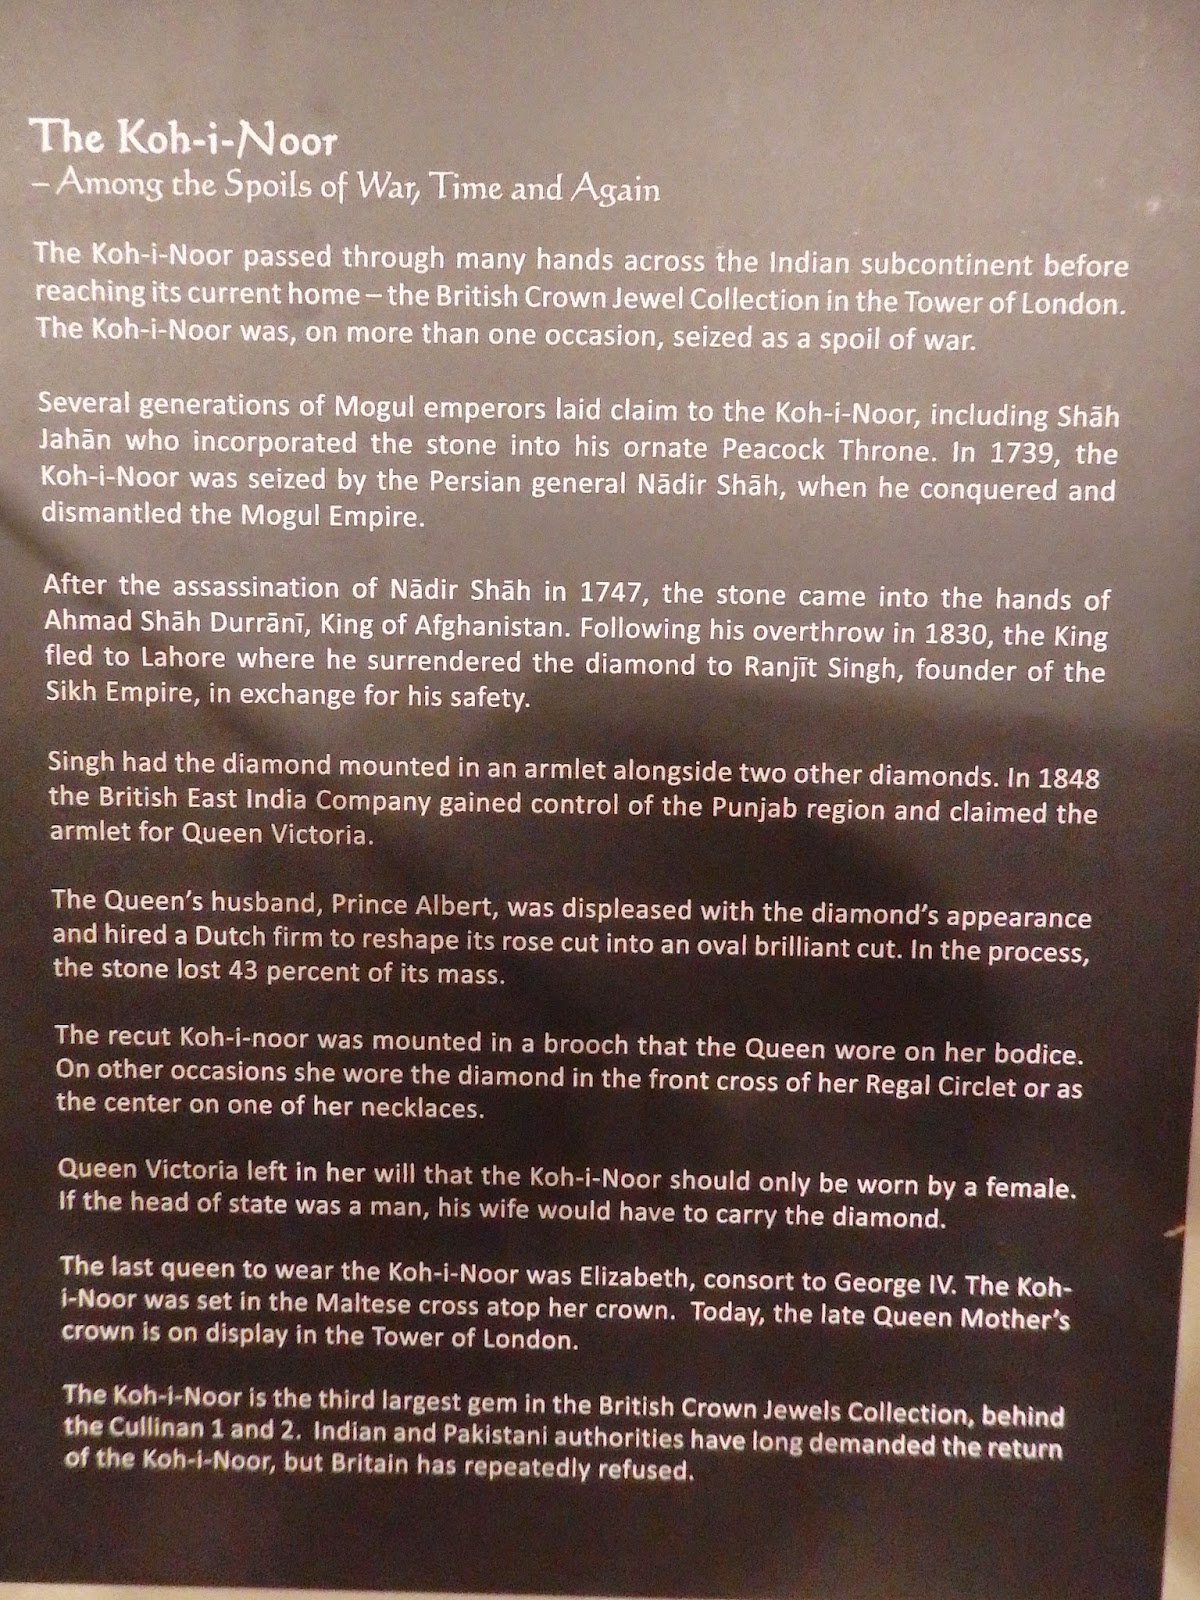 The Koh-i-Noor
– Among the Spoils of War, Time and Again
The Koh-i-Noor passed through many hands across the Indian subcontinent before
reaching its current home – the British Crown Jewel Collection in the Tower of London.
The Koh-i-Noor was, on more than one occasion, seized as a spoil of war.
Several generations of Mogul emperors laid claim to the Koh-i-Noor, including Shāh
Jahān who incorporated the stone into his ornate Peacock Throne. In 1739, the
Koh-i-Noor was seized by the Persian general Nādir Shāh, when he conquered and
dismantled the Mogul Empire.
After the assassination of Nādir Shāh in 1747, the stone came into the hands of
Ahmad Shāh Durrānī, King of Afghanistan. Following his overthrow in 1830, the King
fled to Lahore where he surrendered the diamond to Ranjīt Singh, founder of the
Sikh Empire, in exchange for his safety.
Singh had the diamond mounted in an armlet alongside two other diamonds. In 1848
the British East India Company gained control of the Punjab region and claimed the
armlet for Queen Victoria.
The Queen's husband, Prince Albert, was displeased with the diamond's appearance
and hired a Dutch firm to reshape its rose cut into an oval brilliant cut. In the process,
the stone lost 43 percent of its mass.
The recut Koh-i-noor was mounted in a brooch that the Queen wore on her bodice.
On other occasions she wore the diamond in the front cross of her Regal Circlet or as
the center on one of her necklaces.
Queen Victoria left in her will that the Koh-i-Noor should only be worn by a female.
If the head of state was a man, his wife would have to carry the diamond.
The last queen to wear the Koh-i-Noor was Elizabeth, consort to George IV. The Koh-
i-Noor was set in the Maltese cross atop her crown. Today, the late Queen Mother's
crown is on display in the Tower of London.
The Koh-i-Noor is the third largest gem in the British Crown Jewels Collection, behind
the Cullinan 1 and 2. Indian and Pakistani authorities have long demanded the return
of the Koh-i-Noor, but Britain has repeatedly refused.